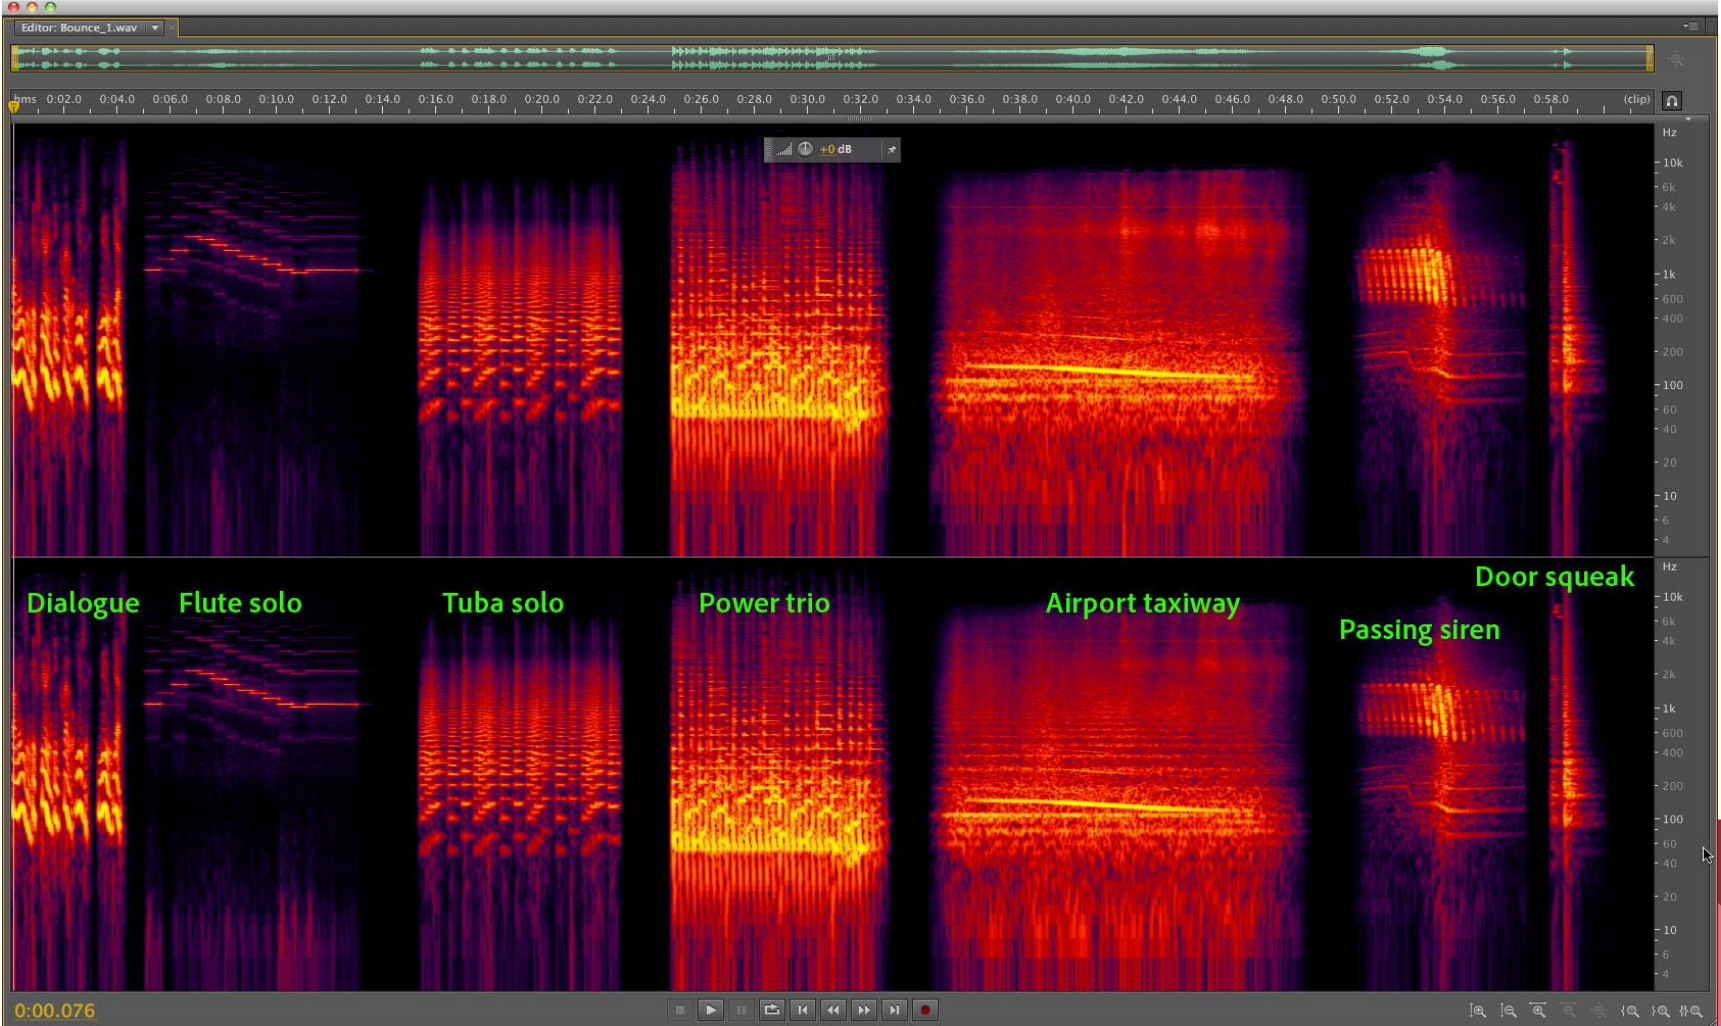 Editor: Bounce_1.wav
hms 0:02.0 0:04.0 0:06.0 0:08.0 0:10.0 0:12.0 0:14.0 0:16.0 0:18.0 0:20.0 0:22.0 0:24.0 0:26.0 0:28.0 0:30.0 0:32.0 0:34.0 0:36.0 0:38.0 0:40.0 0:42.0 0:44.0 0:46.0 0:48.0 0:50.0 0:52.0 0:54.0 0:56.0 0:58.0 (clip)
+0 dB
Hz
10k
6k
4k
2k
1k
600
400
200
100
60
40
20
10
6
4
Hz
Door squeak
10k
Dialogue Flute solo Tuba solo Power trio Airport taxiway
6k
Passing siren
4k
2k
1k
600
400
200
100
60
40
20
10
6
4
0:00.076